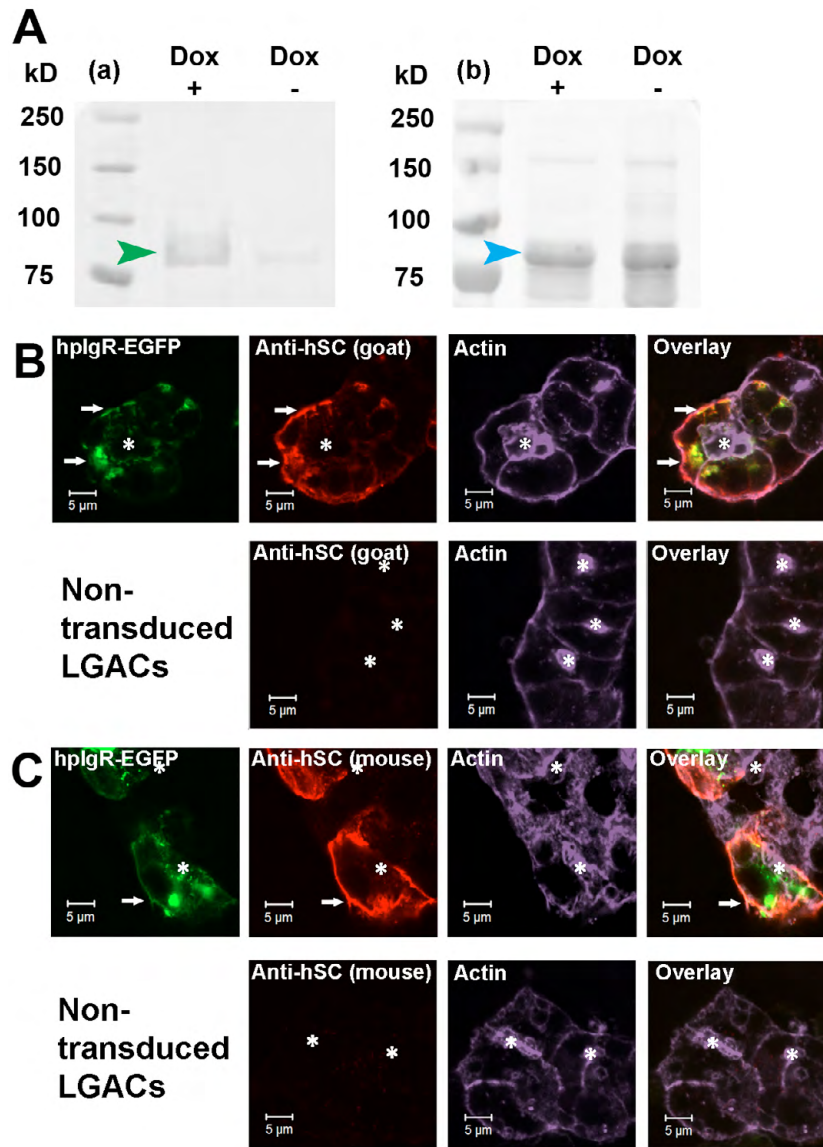 A
kD (a) Dox + Dox -
250
150
100
75
(b) Dox + Dox -
250
150
100
75
B
hpIgR-EGFP Anti-hSC (goat) Actin Overlay
* * * *
5 µm 5 µm 5 µm 5 µm
Non-transduced LGACs
Anti-hSC (goat) Actin Overlay
* * *
* * *
* * *
5 µm 5 µm 5 µm
C
hpIgR-EGFP Anti-hSC (mouse) Actin Overlay
* * * *
* * * *
5 µm 5 µm 5 µm 5 µm
Non-transduced LGACs
Anti-hSC (mouse) Actin Overlay
* * * * * *
5 µm 5 µm 5 µm